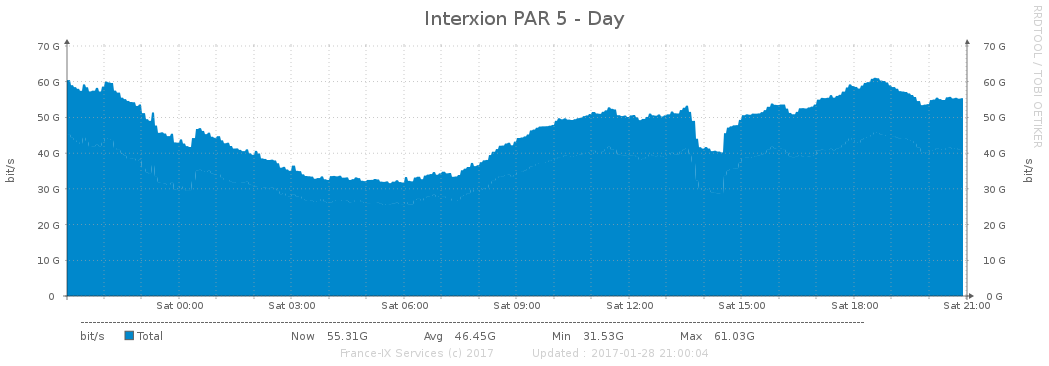 Interxion PAR 5 - Day
RRDTOOL / TOBI OETIKER
70 G 70 G
60 G 60 G
50 G 50 G
40 G 40 G
30 G 30 G
20 G 20 G
10 G 10 G
0 0 G
bit/s
bit/s
Sat 00:00 Sat 03:00 Sat 06:00 Sat 09:00 Sat 12:00 Sat 15:00 Sat 18:00 Sat 21:00
bit/s Total Now 55.31G Avg 46.45G Min 31.53G Max 61.03G
France-IX Services (c) 2017 Updated : 2017-01-28 21:00:04